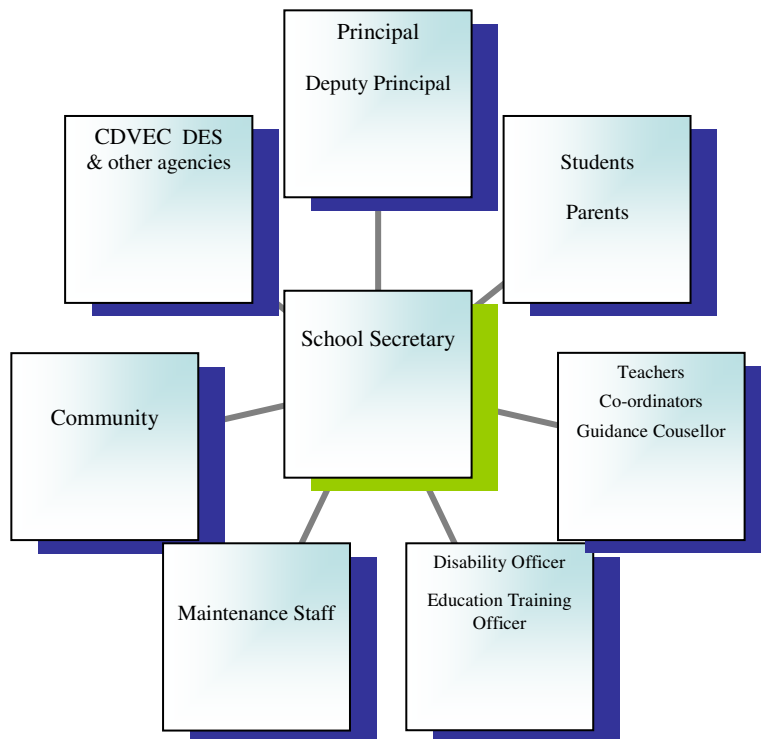 Principal
Deputy Principal
CDVEC DES
& other agencies
Students
Parents
School Secretary
Community
Teachers
Co-ordinators
Guidance Cousellor
Maintenance Staff
Disability Officer
Education Training
Officer